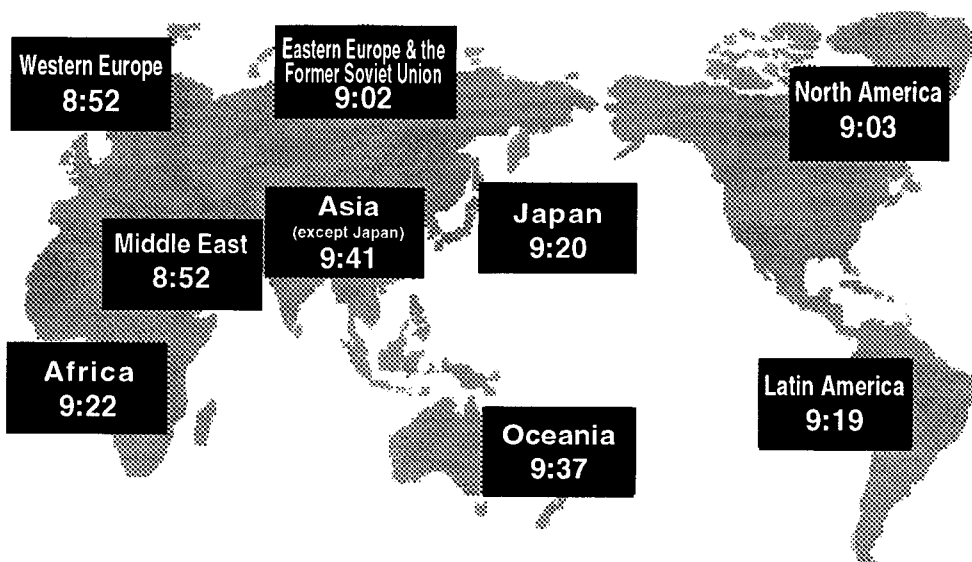 Western Europe
8:52
Eastern Europe & the
Former Soviet Union
9:02
North America
9:03
Asia
(except Japan)
9:41
Japan
9:20
Middle East
8:52
Africa
9:22
Latin America
9:19
Oceania
9:37